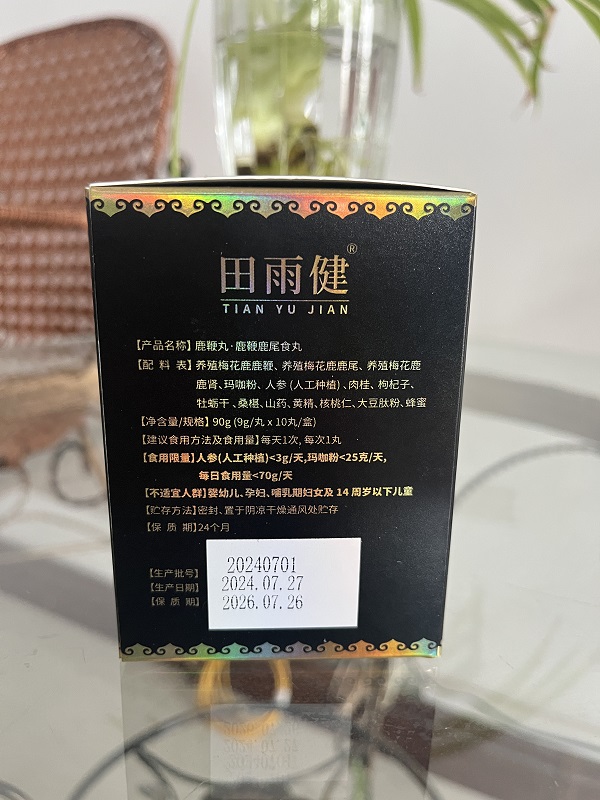 田雨健®
TIAN YU JIAN
【产品名称】鹿鞭丸·鹿鞭鹿尾食丸
【配 料 表】养殖梅花鹿鹿鞭、养殖梅花鹿鹿尾、养殖梅花鹿
鹿肾、玛咖粉、人参(人工种植)、肉桂、枸杞子、
牡蛎干、桑椹、山药、黄精、核桃仁、大豆肽粉、蜂蜜
【净含量/规格】90g (9g/丸 x 10丸/盒)
【建议食用方法及食用量】每天1次, 每次1丸
【食用限量】人参(人工种植)<3g/天,玛咖粉<25克/天,
每日食用量<70g/天
【不适宜人群】婴幼儿、孕妇、哺乳期妇女及 14 周岁以下儿童
【贮存方法】密封、置于阴凉干燥通风处贮存
【保 质 期】24个月
【生产批号】 20240701
【生产日期】 2024.07.27
【保 质 期】 2026.07.26